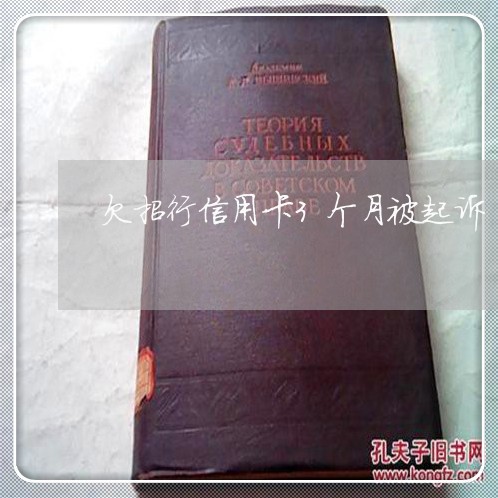 Академик
А. Я. ВЫШИНСКИЙ
ТЕОРИЯ
СУДЕБНЫХ
ДОКАЗАТЕЛЬСТВ
В СОВЕТСКОМ
欠招行信用卡3个月被起诉
孔夫子旧书网
www.kongfz.com